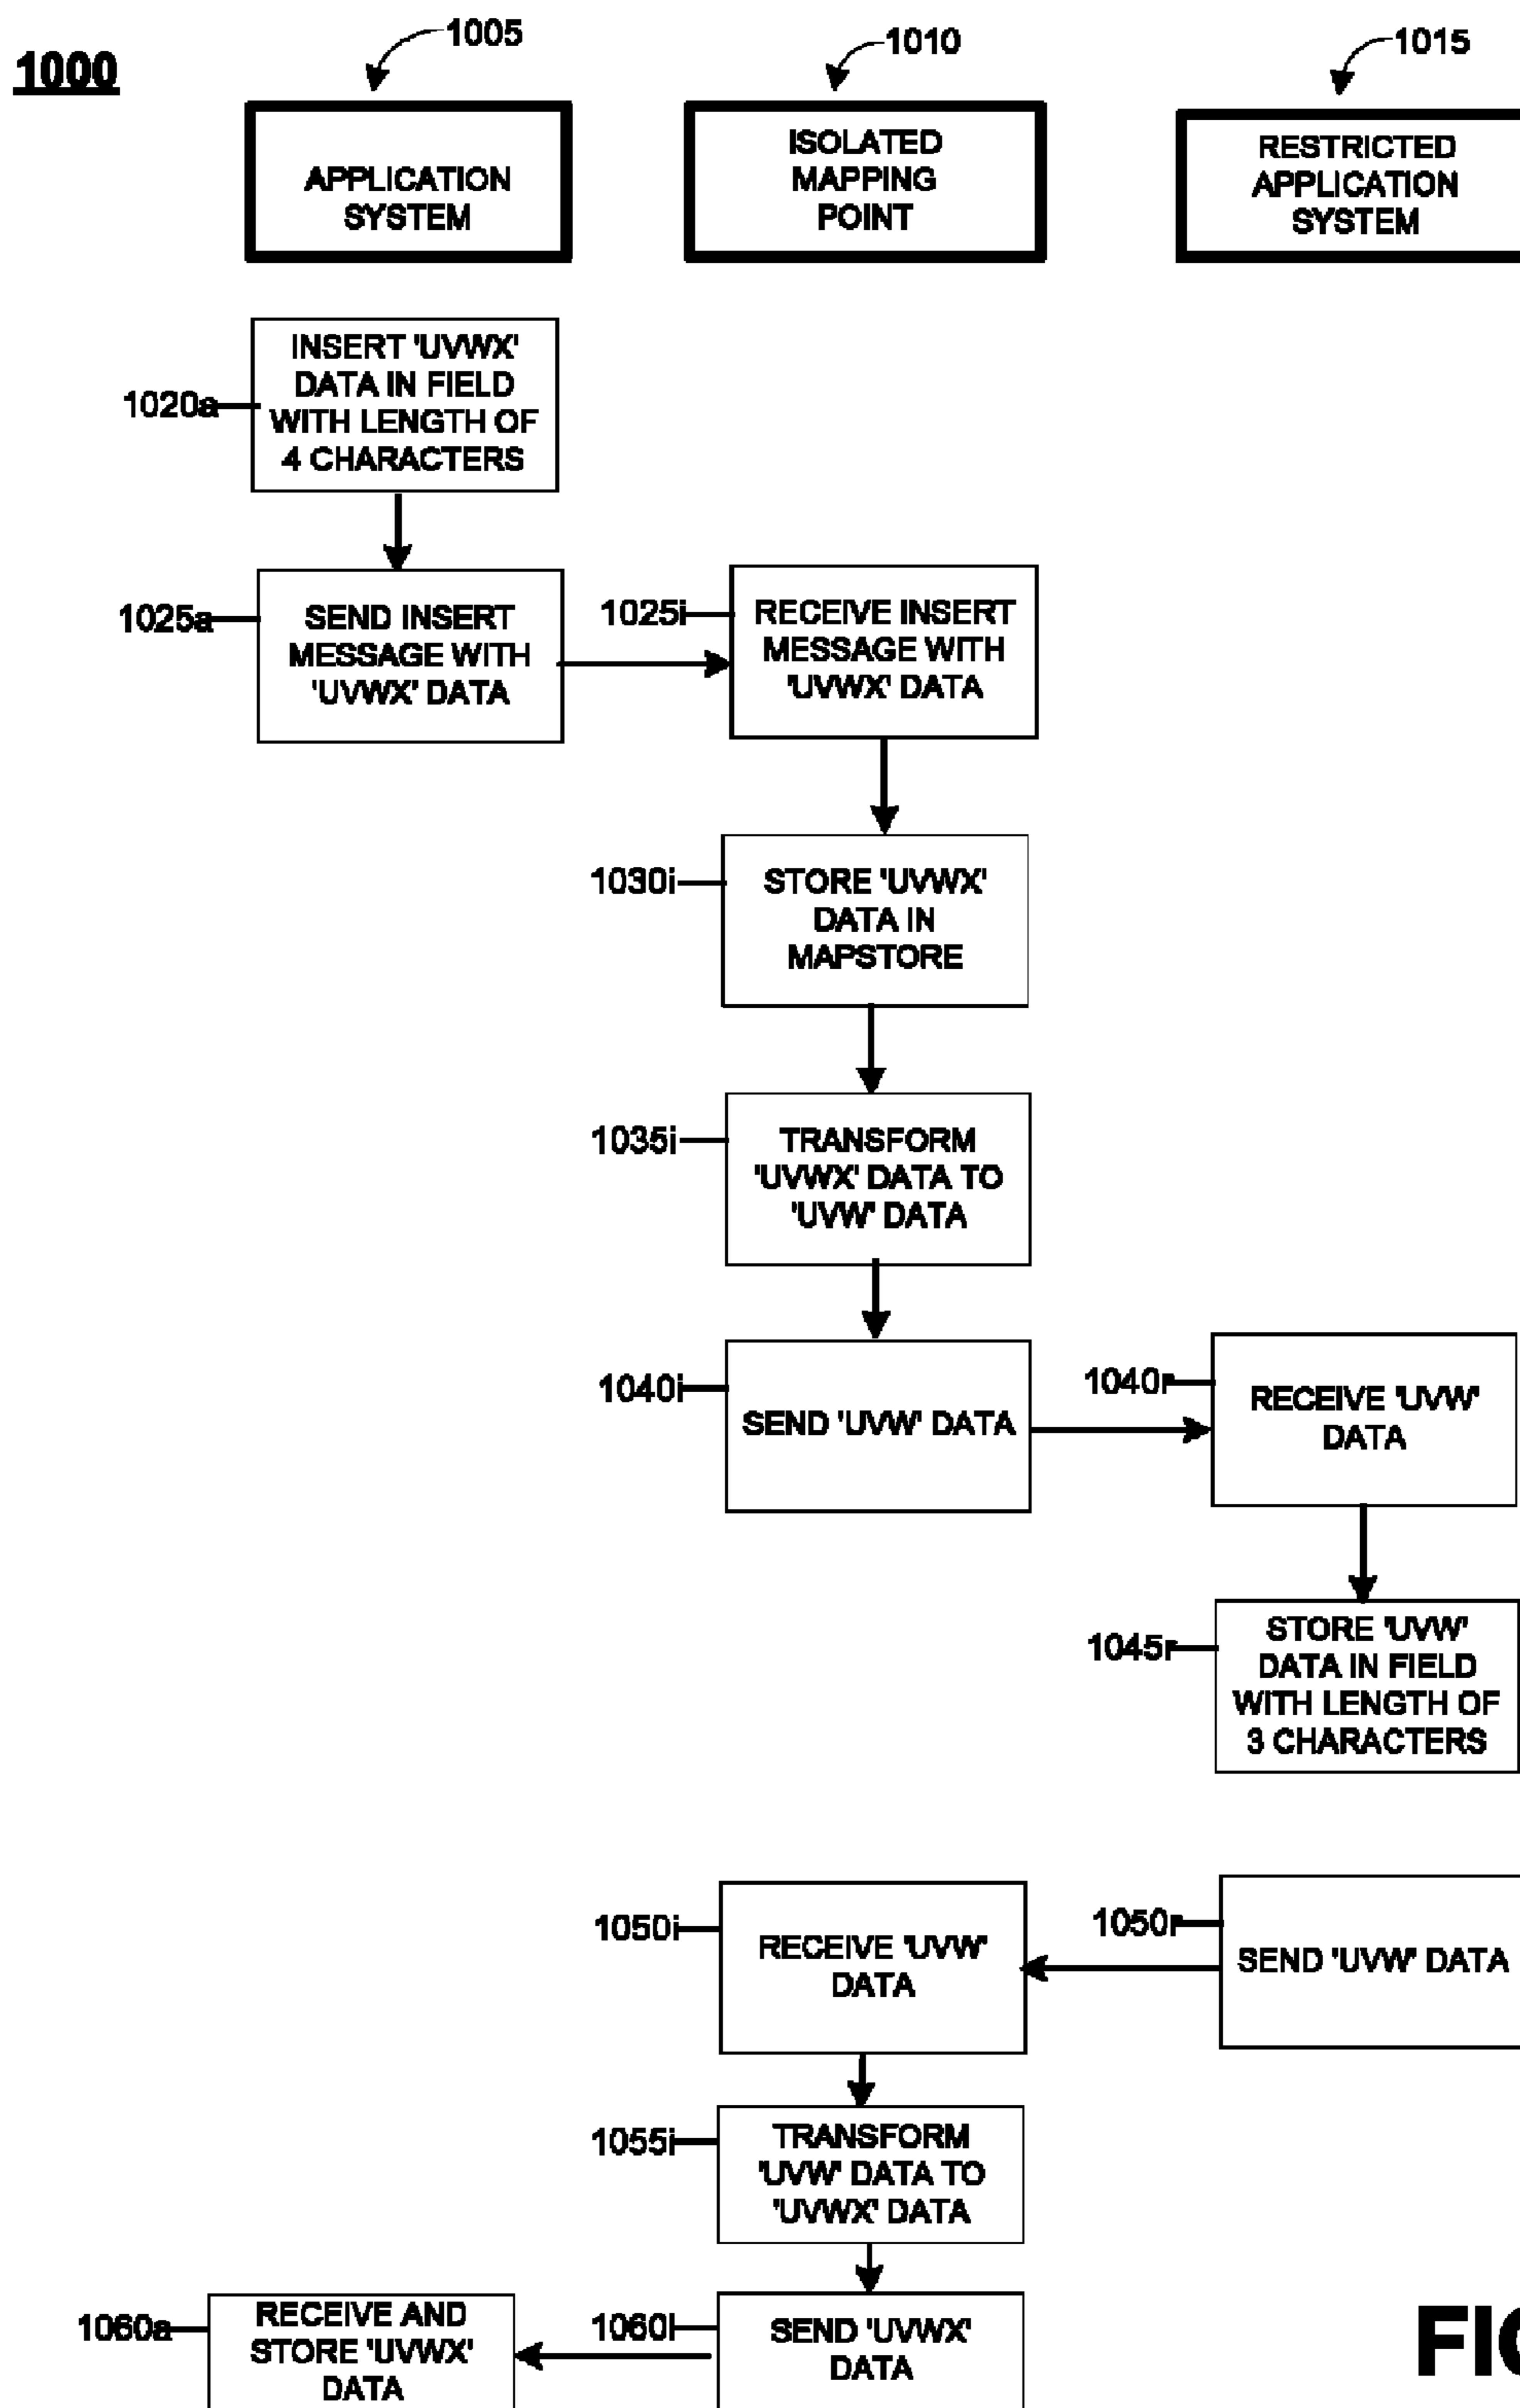 1000
1005
1010
1015
APPLICATION
SYSTEM
ISOLATED
MAPPING
POINT
RESTRICTED
APPLICATION
SYSTEM
1020a
INSERT 'UVWX'
DATA IN FIELD
WITH LENGTH OF
4 CHARACTERS
1025a
SEND INSERT
MESSAGE WITH
'UVWX' DATA
1025i
RECEIVE INSERT
MESSAGE WITH
'UVWX' DATA
1030i
STORE 'UVWX'
DATA IN
MAPSTORE
1035i
TRANSFORM
'UVWX' DATA TO
'UVW' DATA
1040i
SEND 'UVW' DATA
1040r
RECEIVE 'UVW'
DATA
1045r
STORE 'UVW'
DATA IN FIELD
WITH LENGTH OF
3 CHARACTERS
1050i
RECEIVE 'UVW'
DATA
1050r
SEND 'UVW' DATA
1055i
TRANSFORM
'UVW' DATA TO
'UVWX' DATA
1060a
RECEIVE AND
STORE 'UVWX'
DATA
1060i
SEND 'UVWX'
DATA